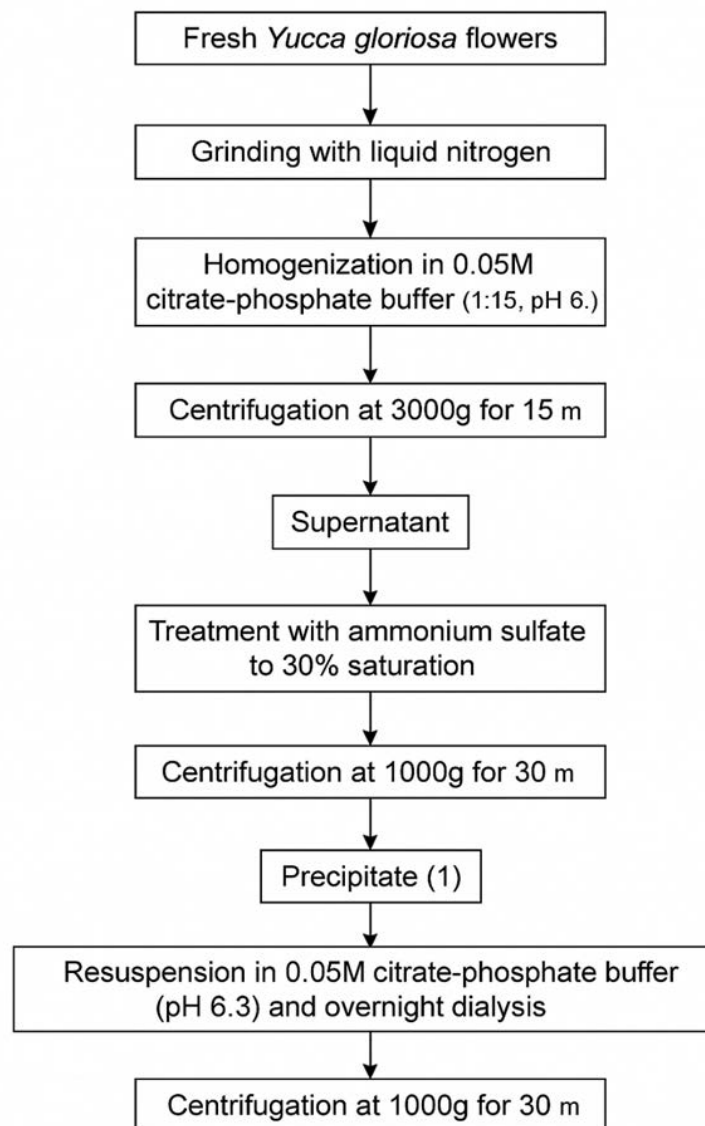 Fresh Yucca gloriosa flowers
Grinding with liquid nitrogen
Homogenization in 0.05M
citrate-phosphate buffer (1:15, pH 6.)
Centrifugation at 3000g for 15 m
Supernatant
Treatment with ammonium sulfate
to 30% saturation
Centrifugation at 1000g for 30 m
Precipitate (1)
Resuspension in 0.05M citrate-phosphate buffer
(pH 6.3) and overnight dialysis
Centrifugation at 1000g for 30 m